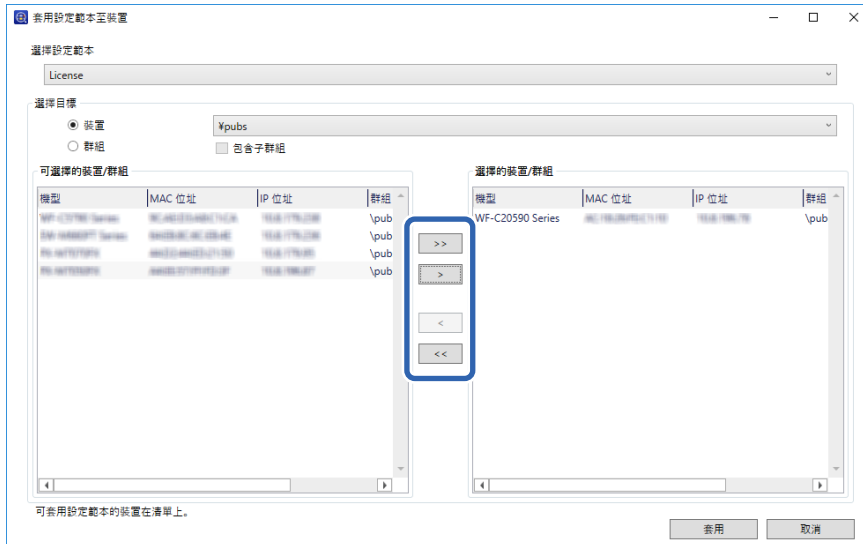 套用設定範本至裝置
選擇設定範本
License
選擇目標
裝置
¥pubs
群組
包含子群組
可選擇的裝置/群組
選擇的裝置/群組
機型 MAC 位址 IP 位址 群組
機型 MAC 位址 IP 位址 群組
\pub
WF-C20590 Series \pub
\pub
\pub
\pub
>>
>
<
<<
可套用設定範本的裝置在清單上。
套用 取消